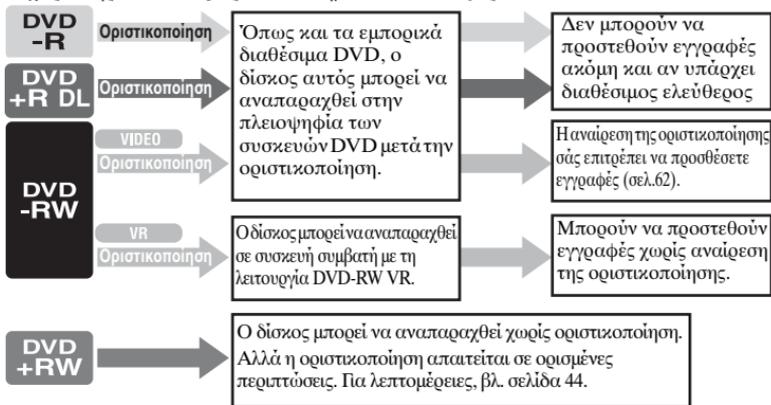 DVD
-R
Οριστικοποίηση
Όπως και τα εμπορικά
διαθέσιμα DVD, ο
δίσκος αυτός μπορεί να
αναπαραχθεί στην
πλειοψηφία των
συσκευών DVD μετά την
οριστικοποίηση.
Δεν μπορούν να
προστεθούν εγγραφές
ακόμη και αν υπάρχει
διαθέσιμος ελεύθερος
DVD
+R DL
Οριστικοποίηση
DVD
-RW
VIDEO
Οριστικοποίηση
Η αναίρεση της οριστικοποίησης
σάς επιτρέπει να προσθέσετε
εγγραφές (σελ.62).
VR
Οριστικοποίηση
Ο δίσκος μπορεί να αναπαραχθεί
σε συσκευή συμβατή με τη
λειτουργία DVD-RW VR.
Μπορούν να προστεθούν
εγγραφές χωρίς αναίρεση
της οριστικοποίησης.
DVD
+RW
Ο δίσκος μπορεί να αναπαραχθεί χωρίς οριστικοποίηση.
Αλλά η οριστικοποίηση απαιτείται σε ορισμένες
περιπτώσεις. Για λεπτομέρειες, βλ. σελίδα 44.